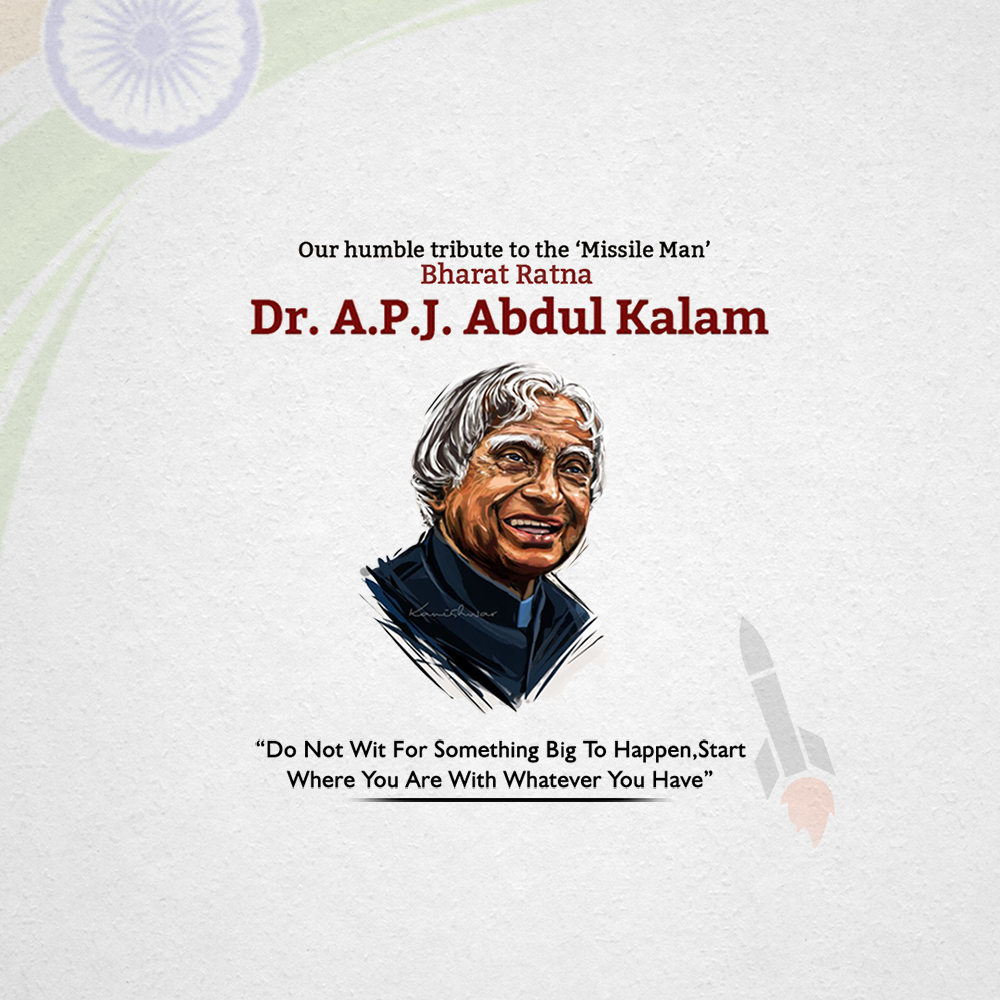 Our humble tribute to the ‘Missile Man’
Bharat Ratna
Dr. A.P.J. Abdul Kalam
Kanishwar
“Do Not Wit For Something Big To Happen,Start
Where You Are With Whatever You Have”